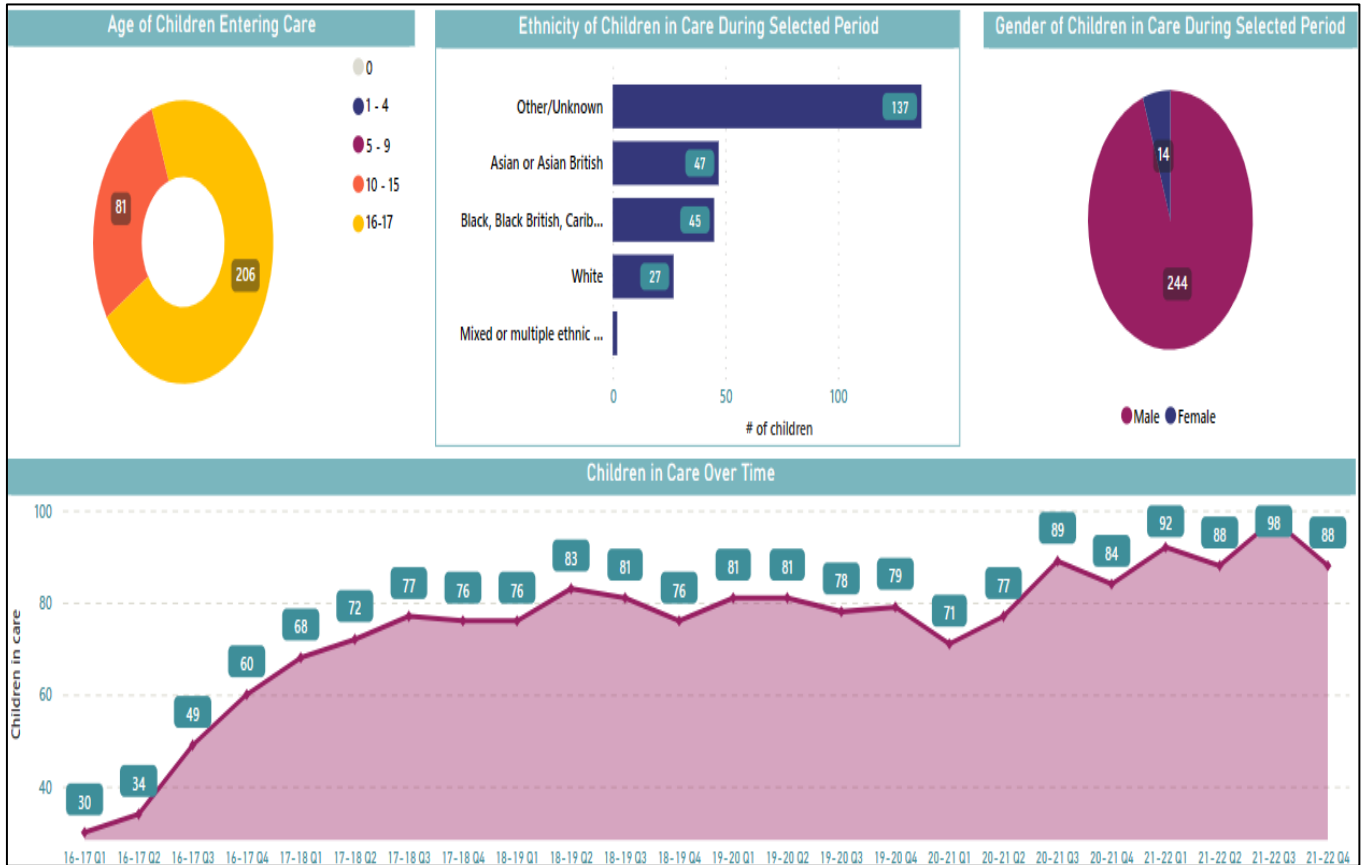 Age of Children Entering Care
0
1 - 4
5 - 9
10 - 15
16-17
81
206
Ethnicity of Children in Care During Selected Period
Other/Unknown
137
Asian or Asian British
47
Black, Black British, Carib...
45
White
27
Mixed or multiple ethnic ...
0 50 100
# of children
Gender of Children in Care During Selected Period
14
244
Male Female
Children in Care Over Time
Children in care
100
80
60
40
30 34 49 60 68 72 77 76 76 83 81 76 81 81 78 79 71 77 89 84 92 88 98 88
16-17 Q1 16-17 Q2 16-17 Q3 16-17 Q4 17-18 Q1 17-18 Q2 17-18 Q3 17-18 Q4 18-19 Q1 18-19 Q2 18-19 Q3 18-19 Q4 19-20 Q1 19-20 Q2 19-20 Q3 19-20 Q4 20-21 Q1 20-21 Q2 20-21 Q3 20-21 Q4 21-22 Q1 21-22 Q2 21-22 Q3 21-22 Q4